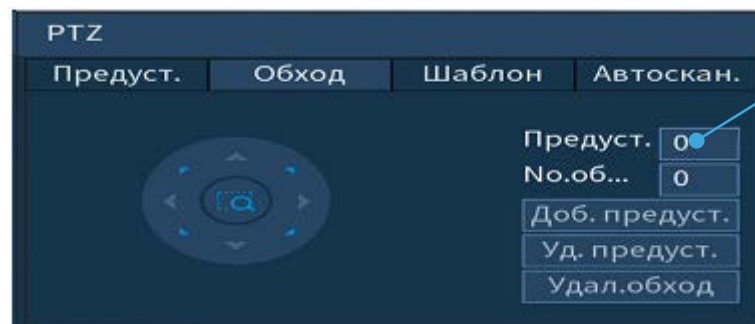 PTZ
Предуст. Обход Шаблон Автоскан.
Предуст. 0
No.об... 0
Доб. предуст.
Уд. предуст.
Удал.обход